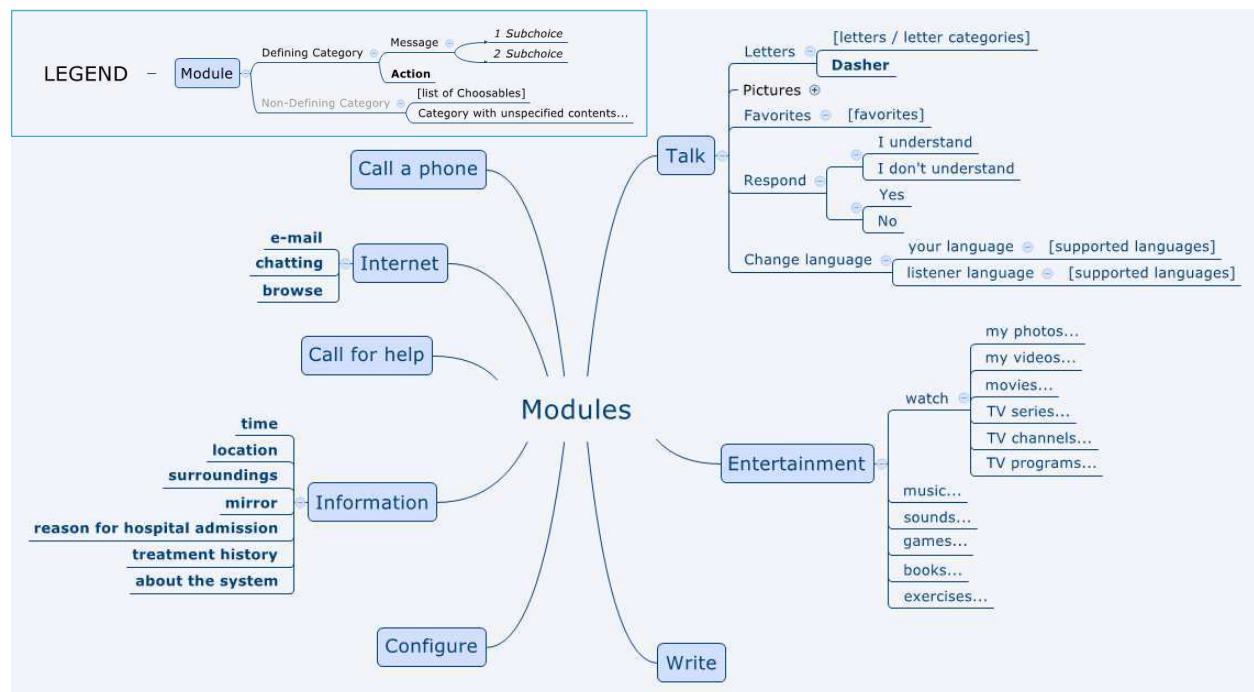 LEGEND
Module
Defining Category
Message
1 Subchoice
2 Subchoice
Action
Non-Defining Category
[list of Choosables]
Category with unspecified contents...
Modules
Talk
Letters
[letters / letter categories]
Dasher
Pictures
Favorites
[favorites]
Respond
I understand
I don't understand
Yes
No
Change language
your language
[supported languages]
listener language
[supported languages]
Entertainment
watch
my photos...
my videos...
movies...
TV series...
TV channels...
TV programs...
music...
sounds...
games...
books...
exercises...
Write
Call a phone
Internet
e-mail
chatting
browse
Call for help
Information
time
location
surroundings
mirror
reason for hospital admission
treatment history
about the system
Configure